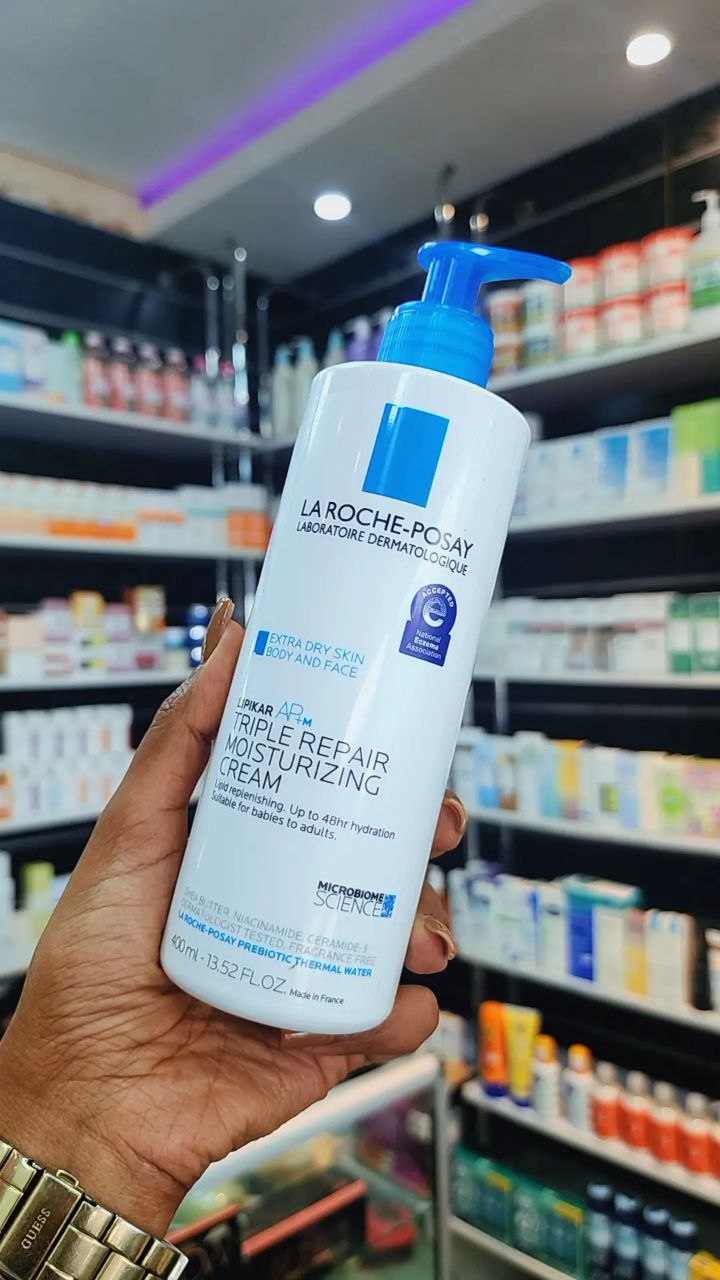 LA ROCHE-POSAY
LABORATOIRE DERMATOLOGIQUE
ACCEPTED
National
Eczema
Association
EXTRA DRY SKIN
BODY AND FACE
LIPIKAR AP+M
TRIPLE REPAIR
MOISTURIZING
CREAM
Lipid replenishing. Up to 48hr hydration
Suitable for babies to adults.
MICROBIOME
SCIENCE
SHEA BUTTER, NIACINAMIDE, CERAMIDE-3
DERMATOLOGIST TESTED. FRAGRANCE FREE
LA ROCHE-POSAY PREBIOTIC THERMAL WATER
400 ml - 13.52 FL.OZ. Made in France
GUESS